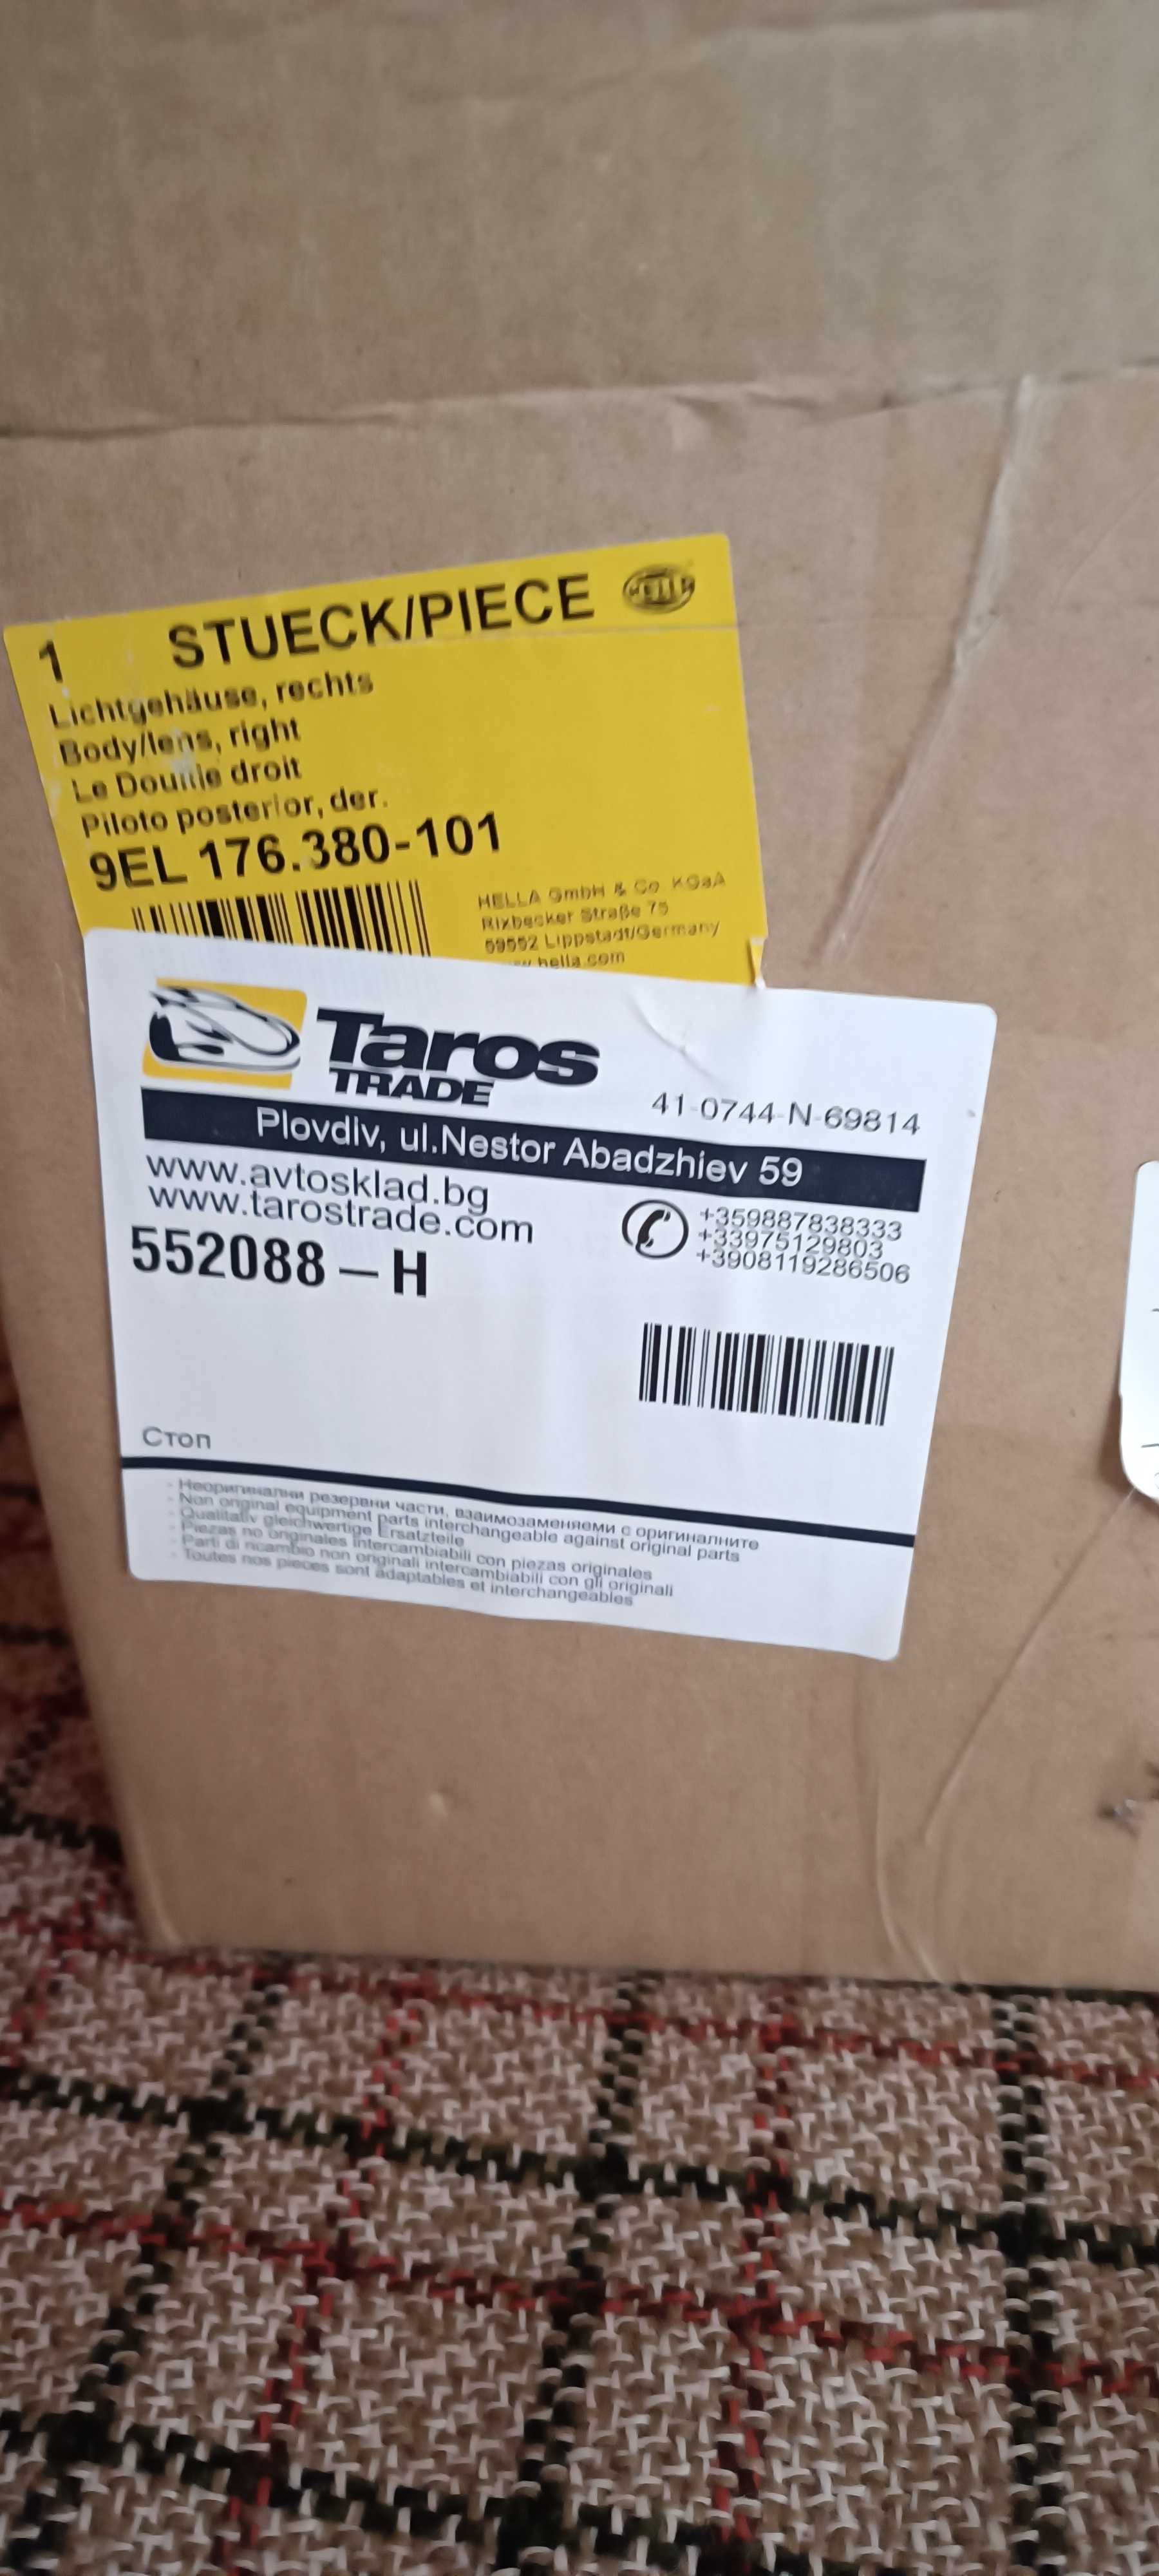 1 STUECK/PIECE HELLA
Lichtgehäuse, rechts
Body/lens, right
Le Douille droit
Piloto posterior, der.
9EL 176.380-101
HELLA GmbH & Co KGaA
Rixbecker Straße 75
59552 Lippstadt/Germany
hella.com
Taros
TRADE
41-0744-N-69814
Plovdiv, ul.Nestor Abadzhiev 59
www.avtosklad.bg
www.tarostrade.com
+359887838333
+33975129803
+3908119286506
552088-H
Стоп
- Неоригинални резервни части, взаимозаменяеми с оригиналните
- Non original equipment parts interchangeable against original parts
- Qualitativ gleichwertige Ersatzteile
- Piezas no originales intercambiabili con piezas originales
- Parti di ricambio non originali intercambiabili con gli originali
- Toutes nos pieces sont adaptables et interchangeables